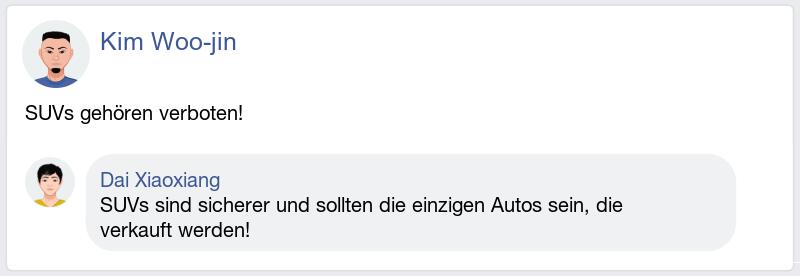 Kim Woo-jin
SUVs gehören verboten!
Dai Xiaoxiang
SUVs sind sicherer und sollten die einzigen Autos sein, die
verkauft werden!